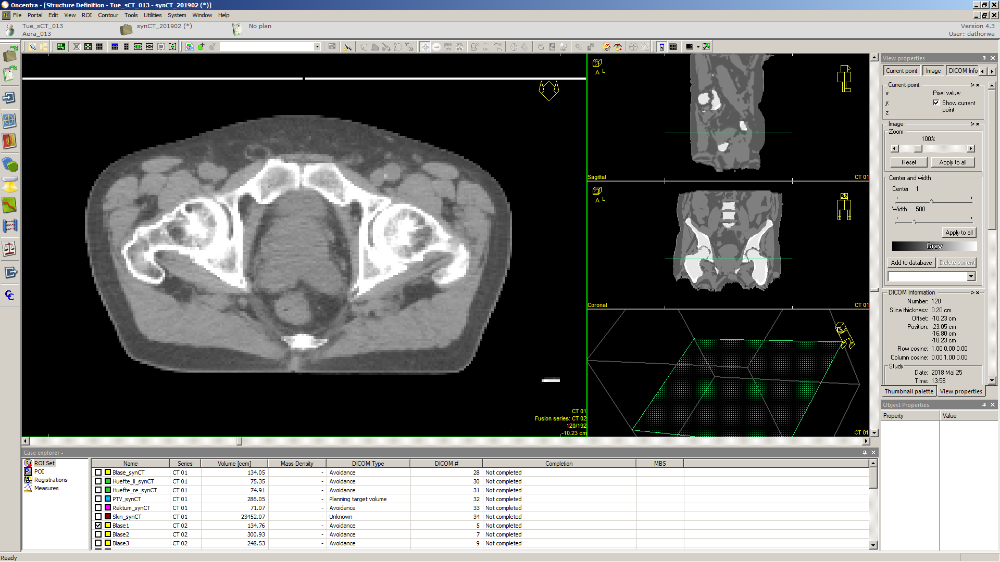 Oncentra - [Structure Definition - Tue_sCT_013 - synCT_201902 (*)]
File Portal Edit View ROI Contour Tools Utilities System Window Help
Tue_sCT_013 synCT_201902 (*) No plan Version 4.3
Aera_013 User: dathorwa
View properties
Current point Image DICOM Info
Current point
x: Pixel value:
y: Show current point
z:
Image
Zoom
100%
Reset Apply to all
Center and width
Center 1
Width 500
Apply to all
Gray
Add to database Delete current
DICOM Information
Number: 120
Slice thickness: 0.20 cm
Offset: -10.23 cm
Position: -23.05 cm
-16.80 cm
-10.23 cm
Row cosine: 1.00 0.00 0.00
Column cosine: 0.00 1.00 0.00
Study
Date: 2018 Mai 25
Time: 13:56
Thumbnail palette View properties
Object Properties
Property Value
A L
Sagittal CT 01
A L
Coronal CT 01
CT 01
CT 01
Fusion series: CT 02
120/192
-10.23 cm
Case explorer -
ROI Set
POI
Registrations
Measures
Name Series Volume [ccm] Mass Density DICOM Type DICOM # Completion MBS
Blase_synCT CT 01 134.05 - Avoidance 28 Not completed
Huefte_li_synCT CT 01 75.35 - Avoidance 30 Not completed
Huefte_re_synCT CT 01 74.91 - Avoidance 31 Not completed
PTV_synCT CT 01 286.05 - Planning target volume 32 Not completed
Rektum_synCT CT 01 71.07 - Avoidance 33 Not completed
Skin_synCT CT 01 23452.07 - Unknown 34 Not completed
Blase1 CT 02 134.76 - Avoidance 5 Not completed
Blase2 CT 02 300.93 - Avoidance 7 Not completed
Blase3 CT 02 248.53 - Avoidance 9 Not completed
Ready